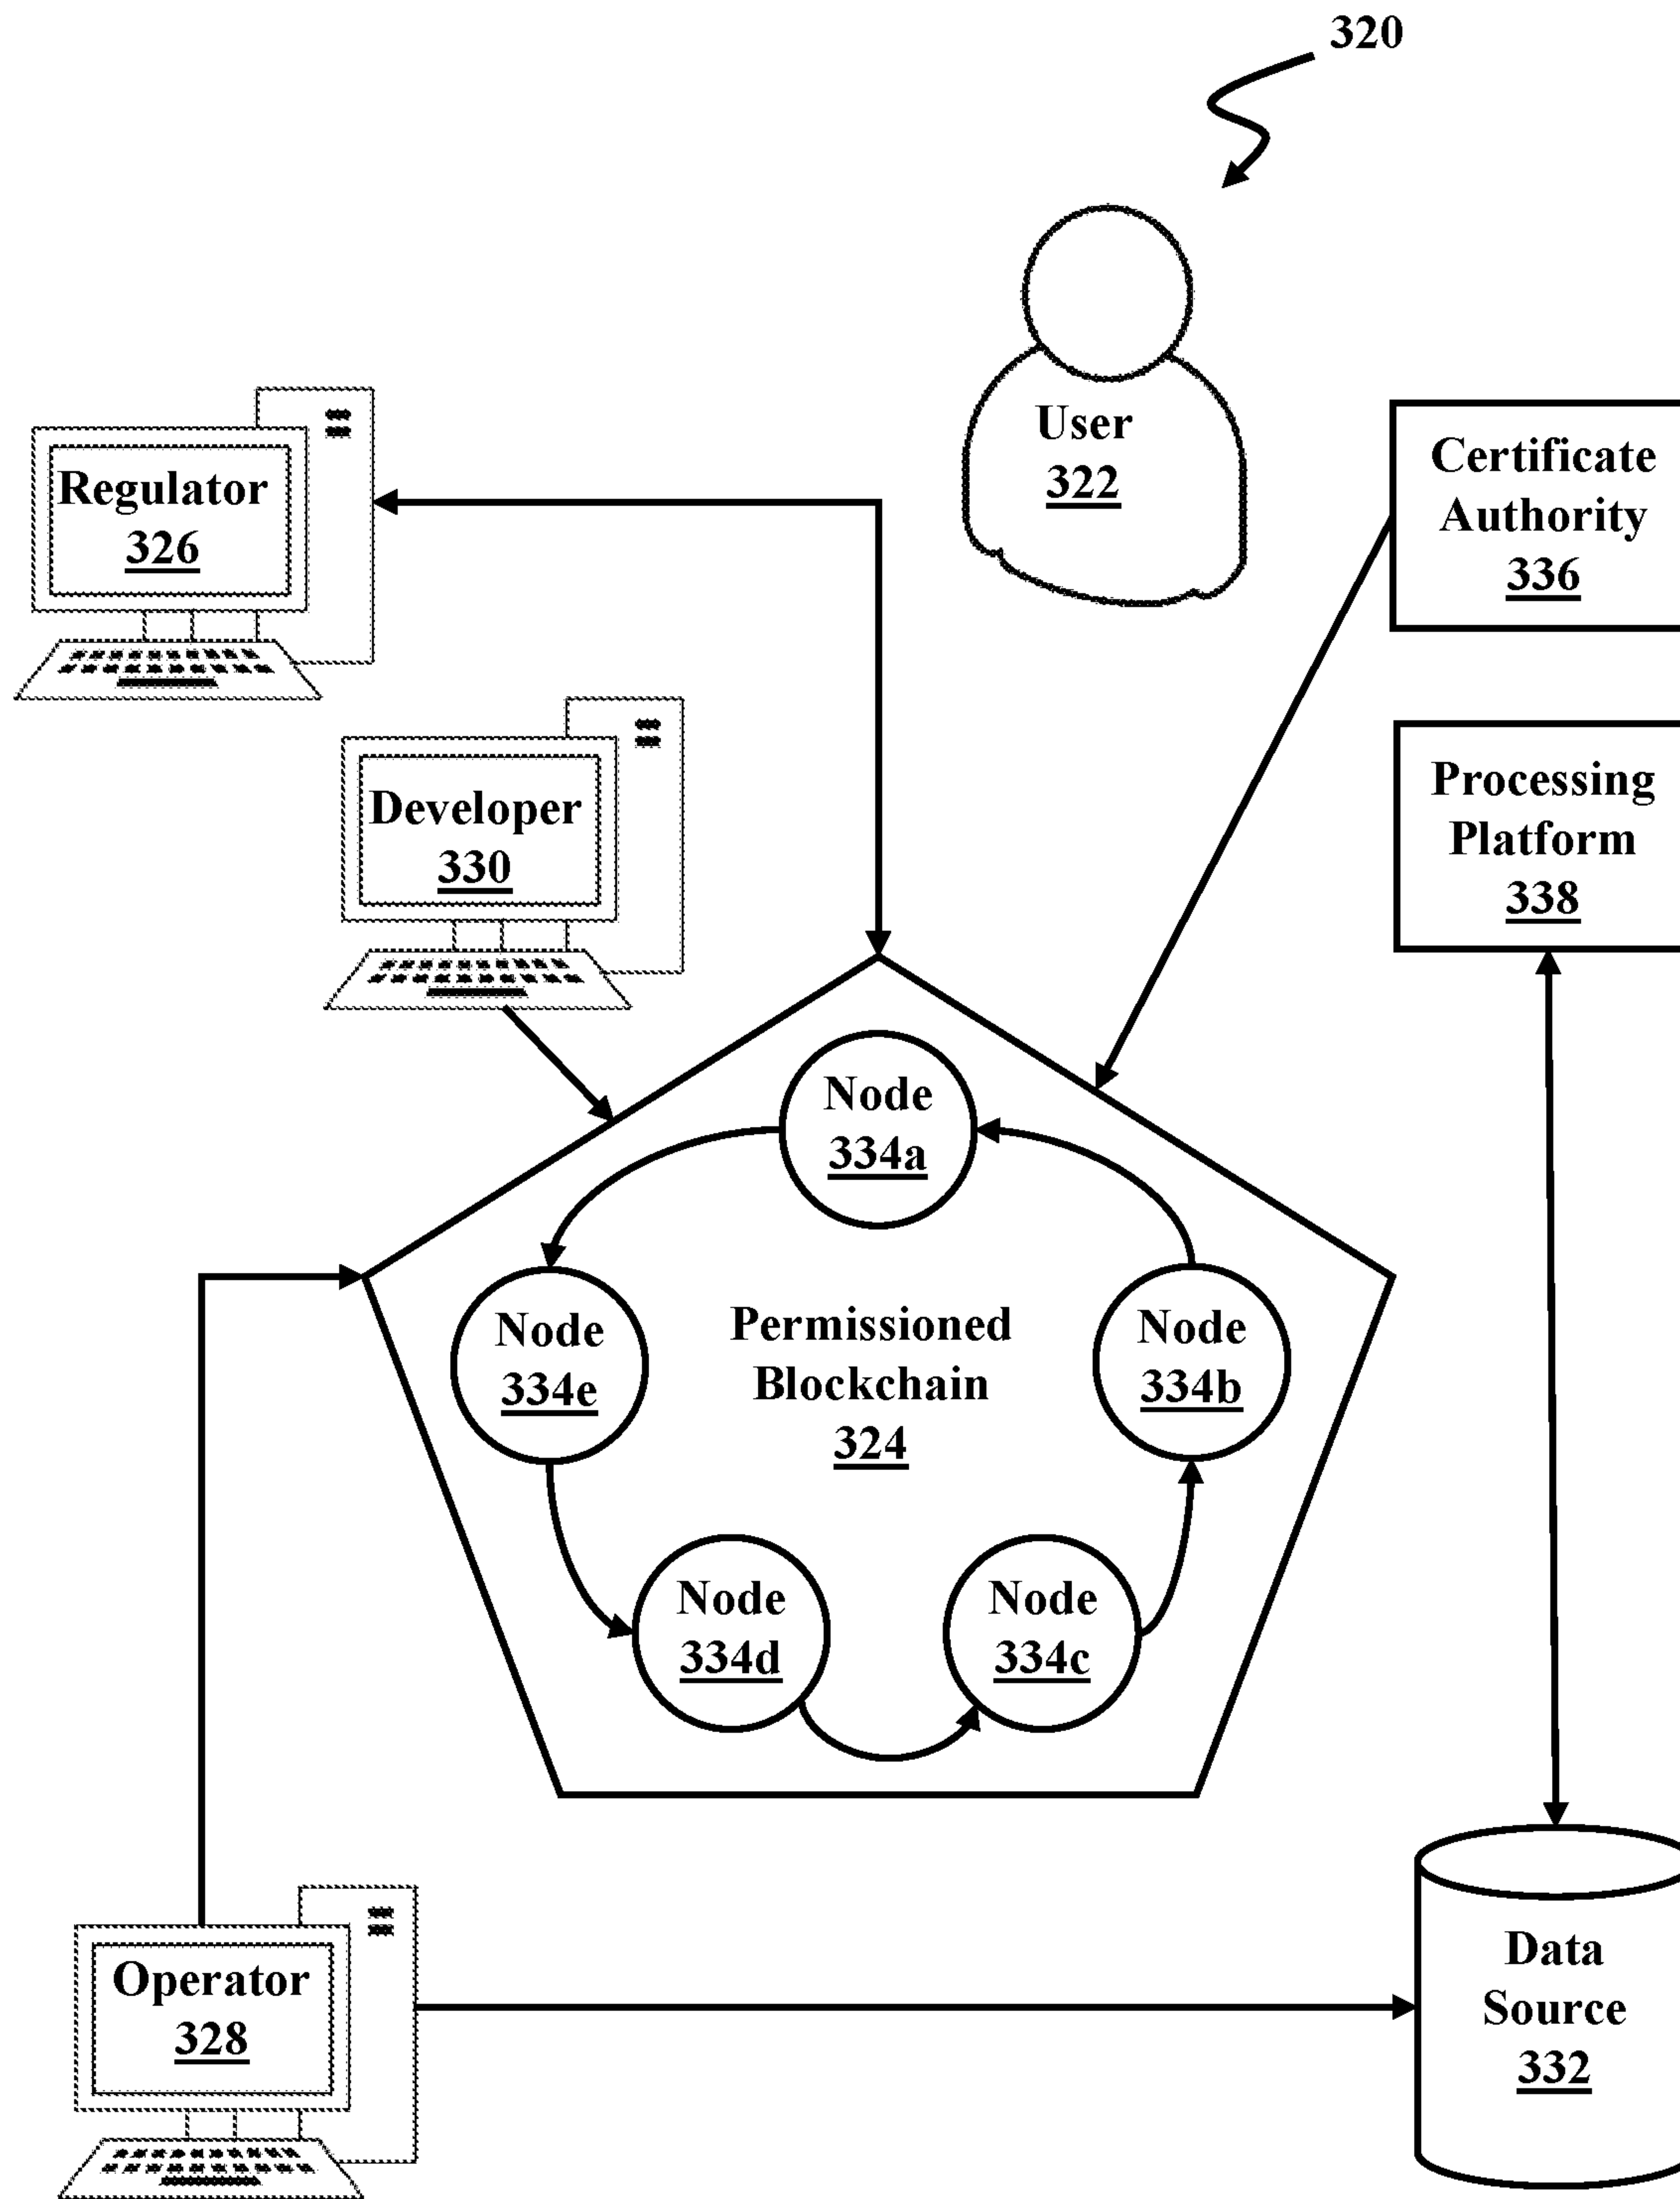 320
User
322
Certificate
Authority
336
Regulator
326
Processing
Platform
338
Developer
330
Node
334a
Node
334e
Permissioned
Blockchain
324
Node
334b
Node
334d
Node
334c
Operator
328
Data
Source
332